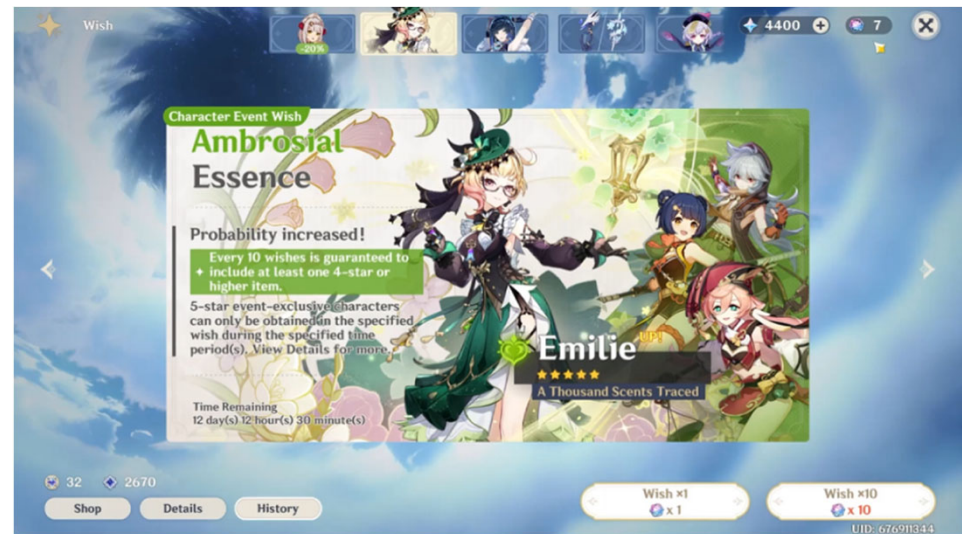 Wish
-20%
4400
7
Character Event Wish
Ambrosial
Essence
Probability increased!
Every 10 wishes is guaranteed to
include at least one 4-star or
higher item.
5-star event-exclusive characters
can only be obtained in the specified
wish during the specified time
period(s). View Details for more.
UP!
Emilie
A Thousand Scents Traced
Time Remaining
12 day(s) 12 hour(s) 30 minute(s)
32 2670
Shop
Details
History
Wish ×1
x 1
Wish ×10
x 10
UID: 676911344